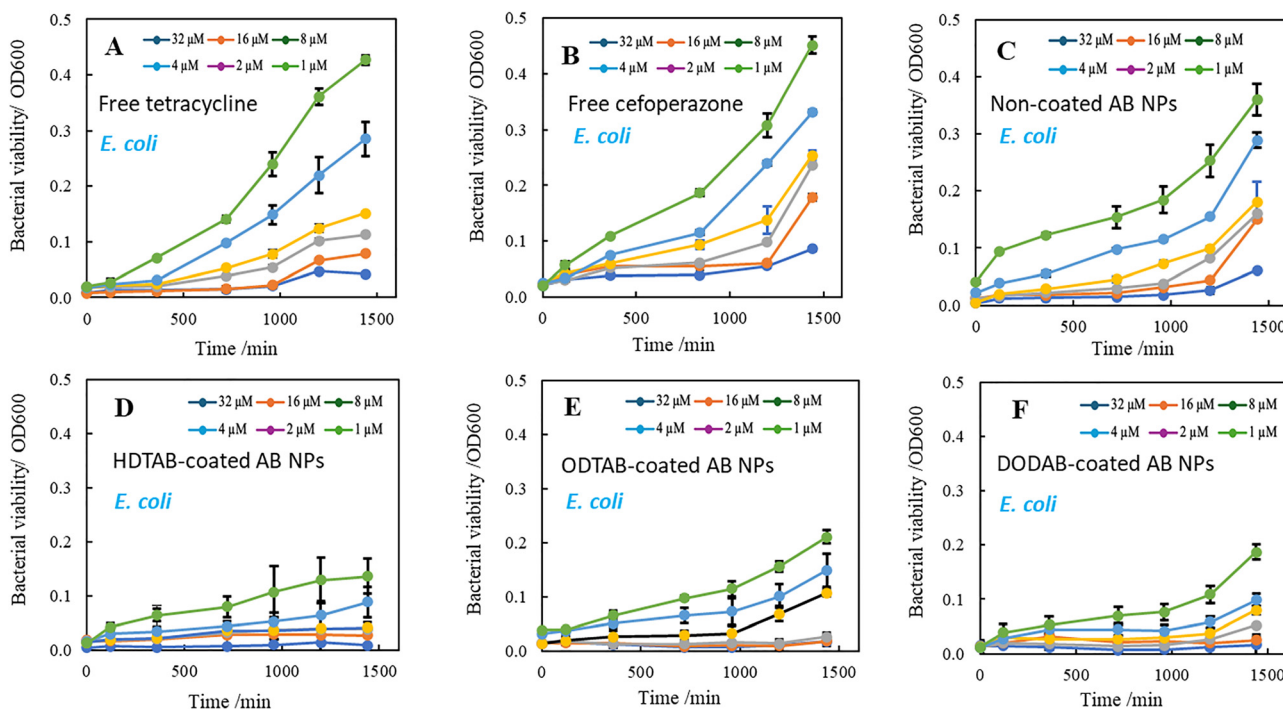 0.5
0.4
0.3
0.2
0.1
0.0
Bacterial viability/ OD600
A
32 µM 16 µM 8 µM
4 µM 2 µM 1 µM
Free tetracycline
E. coli
0 500 1000 1500
Time /min
0.5
0.4
0.3
0.2
0.1
0.0
Bacterial viability/ OD600
B
32 µM 16 µM 8 µM
4 µM 2 µM 1 µM
Free cefoperazone
E. coli
0 500 1000 1500
Time /min
0.5
0.4
0.3
0.2
0.1
0.0
Bacterial viability/ OD600
C
32 µM 16 µM 8 µM
4 µM 2 µM 1 µM
Non-coated AB NPs
E. coli
0 500 1000 1500
Time /min
0.5
0.4
0.3
0.2
0.1
0.0
Bacterial viability/ OD600
D
32 µM 16 µM 8 µM
4 µM 2 µM 1 µM
HDTAB-coated AB NPs
E. coli
0 500 1000 1500
Time /min
0.5
0.4
0.3
0.2
0.1
0.0
Bacterial viability /OD600
E
32 µM 16 µM 8 µM
4 µM 2 µM 1 µM
ODTAB-coated AB NPs
E. coli
0 500 1000 1500
Time /min
0.5
0.4
0.3
0.2
0.1
0.0
Bacterial viability /OD600
F
32 µM 16 µM 8 µM
4 µM 2 µM 1 µM
DODAB-coated AB NPs
E. coli
0 500 1000 1500
Time /min